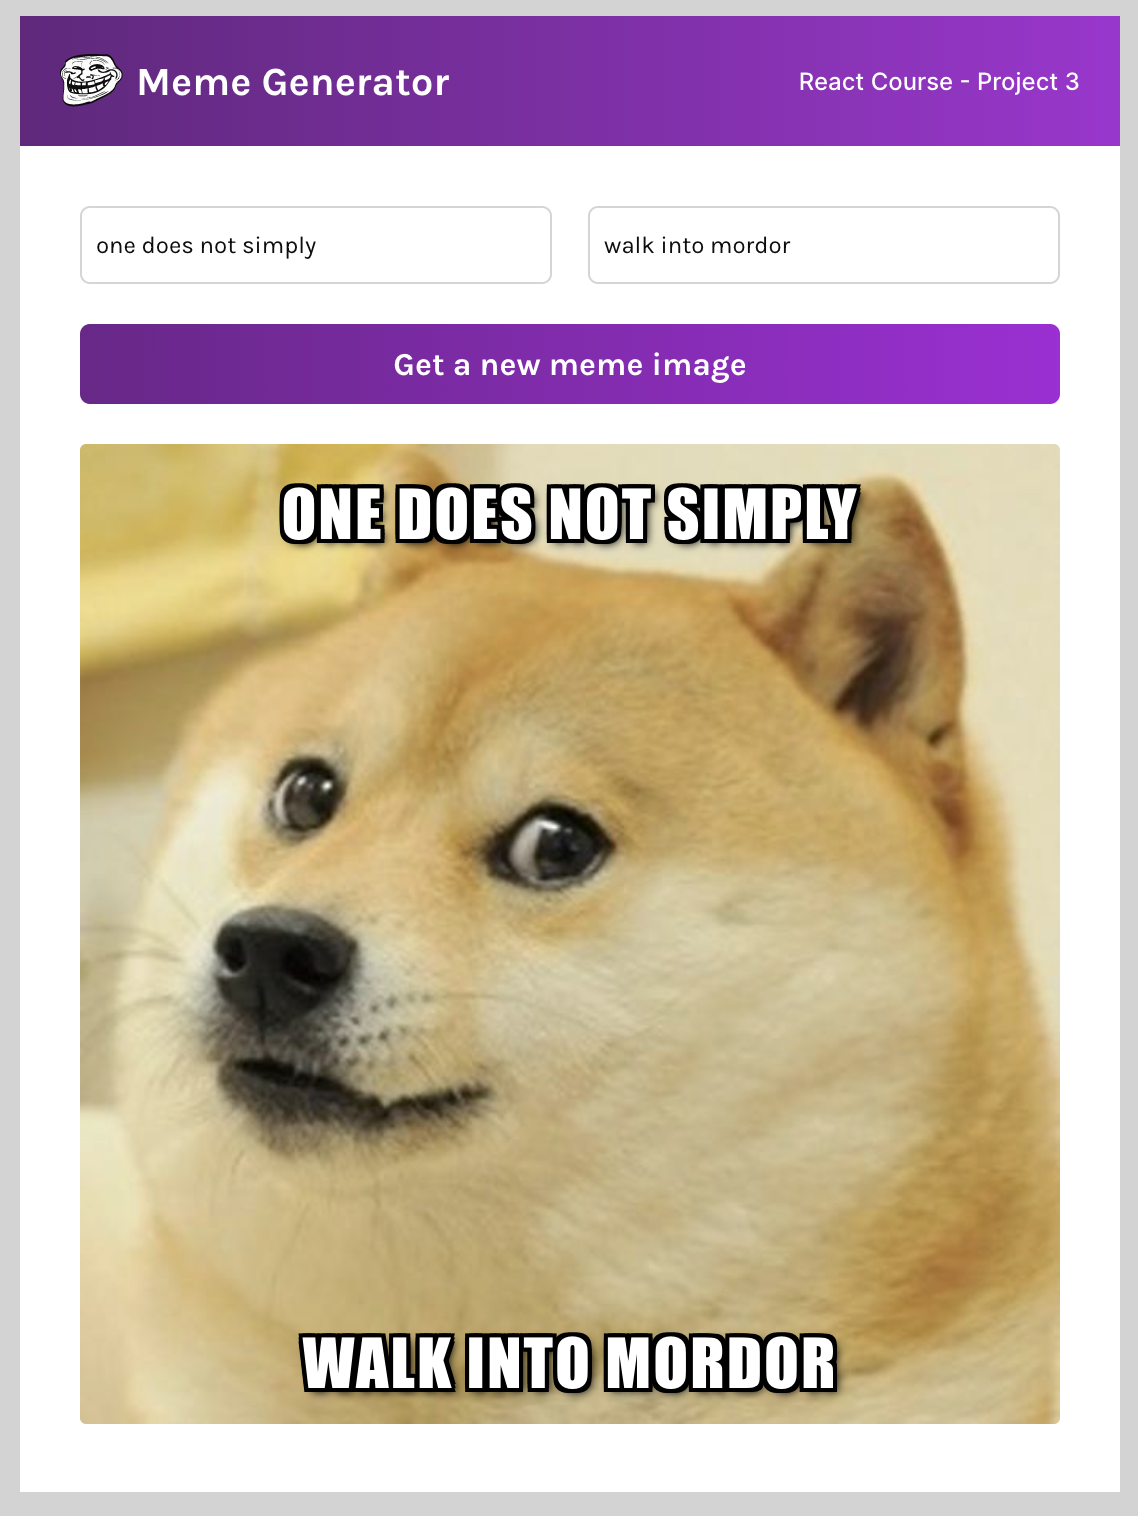 Meme Generator
React Course - Project 3
one does not simply
walk into mordor
Get a new meme image
ONE DOES NOT SIMPLY
WALK INTO MORDOR